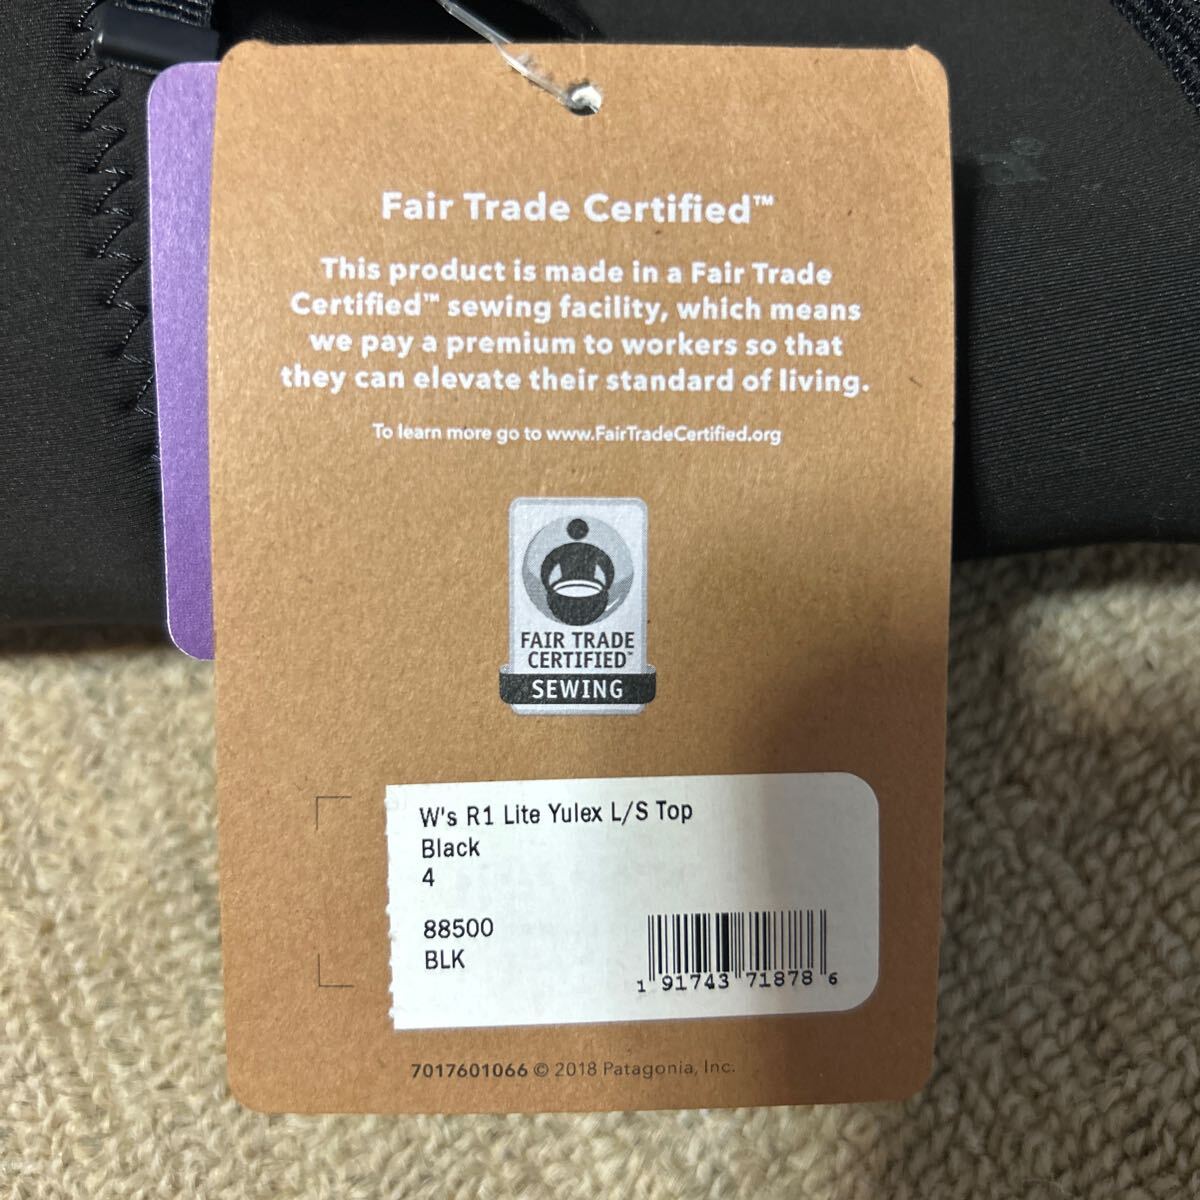 Fair Trade Certified™
This product is made in a Fair Trade
Certified™ sewing facility, which means
we pay a premium to workers so that
they can elevate their standard of living.
To learn more go to www.FairTradeCertified.org
FAIR TRADE
CERTIFIED™
SEWING
W's R1 Lite Yulex L/S Top
Black
4
88500
BLK
1 91743 71878 6
7017601066 © 2018 Patagonia, Inc.